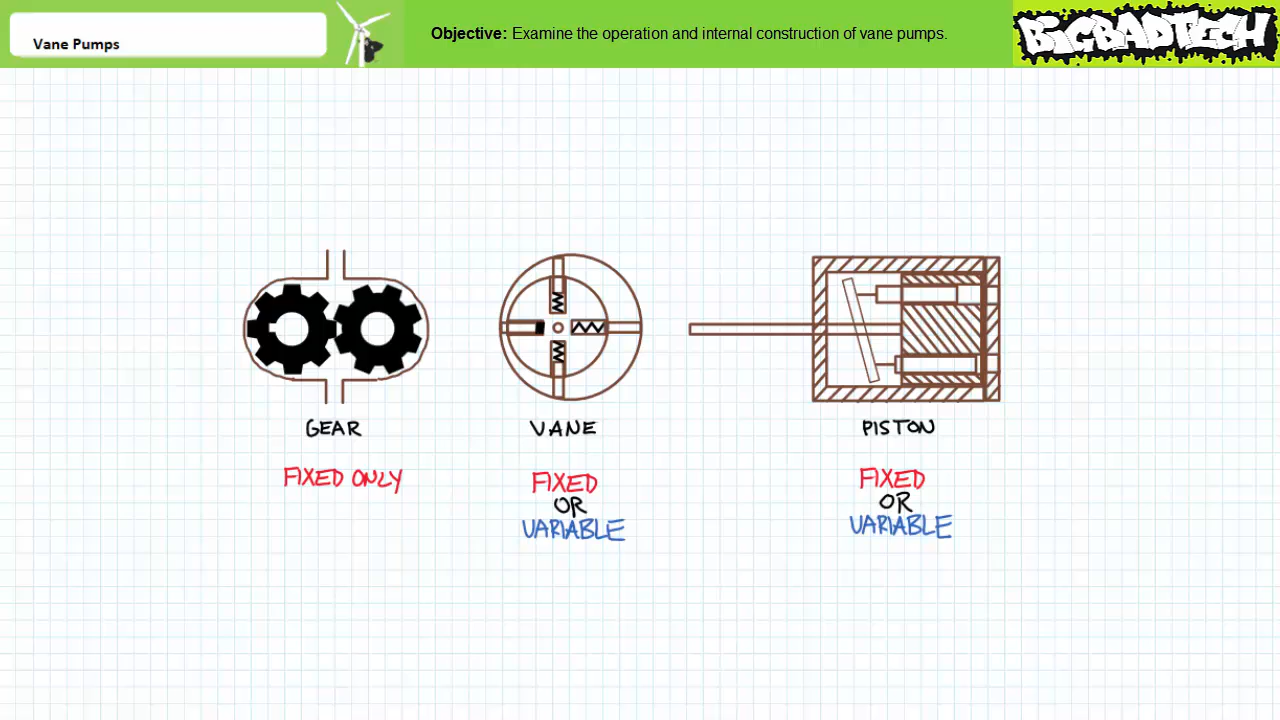 Vane Pumps
Objective: Examine the operation and internal construction of vane pumps.
BIGBADTECH
GEAR
VANE
PISTON
FIXED ONLY
FIXED
OR
VARIABLE
FIXED
OR
VARIABLE